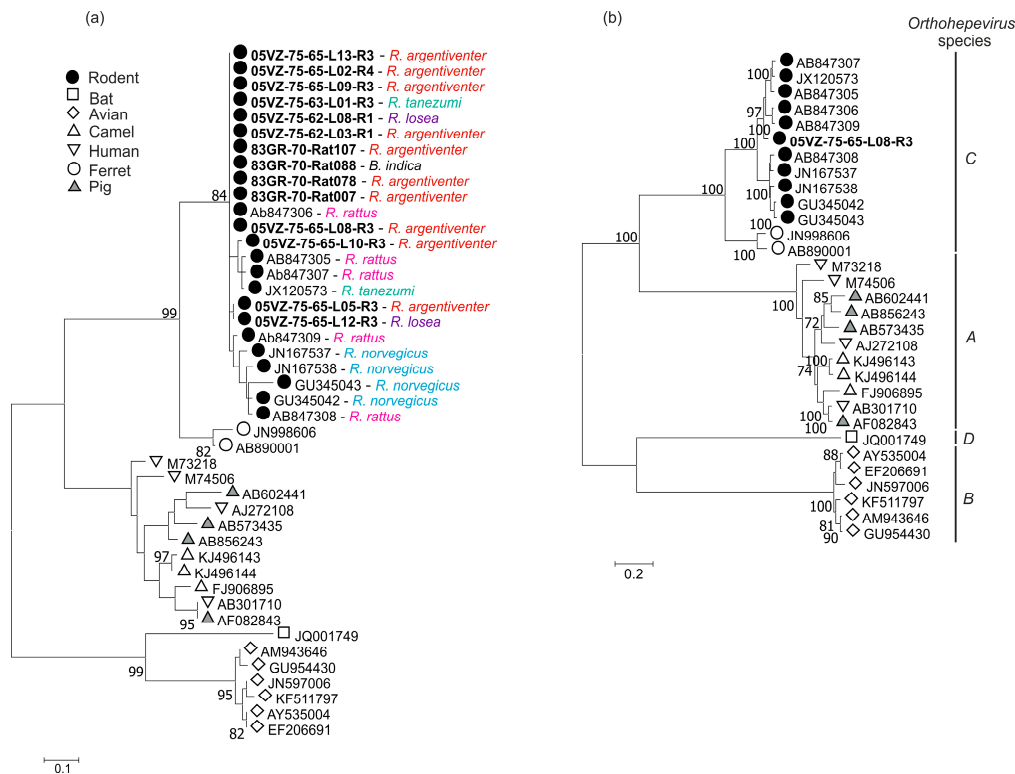 (a)
Rodent
Bat
Avian
Camel
Human
Ferret
Pig
05VZ-75-65-L13-R3 - R. argentiventer
05VZ-75-65-L02-R4 - R. argentiventer
05VZ-75-65-L09-R3 - R. argentiventer
05VZ-75-63-L01-R3 - R. tanezumi
05VZ-75-62-L08-R1 - R. losea
05VZ-75-62-L03-R1 - R. argentiventer
83GR-70-Rat107 - R. argentiventer
83GR-70-Rat088 - B. indica
83GR-70-Rat078 - R. argentiventer
83GR-70-Rat007 - R. argentiventer
84
Ab847306 - R. rattus
05VZ-75-65-L08-R3 - R. argentiventer
05VZ-75-65-L10-R3 - R. argentiventer
AB847305 - R. rattus
Ab847307 - R. rattus
JX120573 - R. tanezumi
05VZ-75-65-L05-R3 - R. argentiventer
99
05VZ-75-65-L12-R3 - R. losea
Ab847309 - R. rattus
JN167537 - R. norvegicus
JN167538 - R. norvegicus
GU345043 - R. norvegicus
GU345042 - R. norvegicus
AB847308 - R. rattus
JN998606
82
AB890001
M73218
M74506
AB602441
AJ272108
AB573435
AB856243
97
KJ496143
KJ496144
FJ906895
AB301710
95
AF082843
JQ001749
AM943646
99
GU954430
JN597006
95
KF511797
AY535004
82
EF206691
0.1
(b)
Orthohepevirus
species
AB847307
100
JX120573
AB847305
97
AB847306
100
AB847309
05VZ-75-65-L08-R3
100
AB847308
C
JN167537
100
100
JN167538
GU345042
100
GU345043
100
JN998606
100
AB890001
M73218
M74506
100
85
AB602441
AB856243
72
AB573435
A
AJ272108
100
KJ496143
74
KJ496144
FJ906895
100
AB301710
100
AF082843
JQ001749
D
88
AY535004
EF206691
JN597006
100
KF511797
B
81
AM943646
90
GU954430
0.2